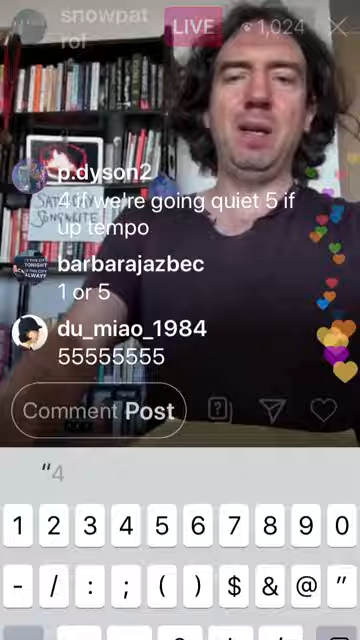 snowpat
rol
LIVE
1,024
p.dyson2
4 if we're going quiet 5 if
up tempo
barbarajazbec
1 or 5
du_miao_1984
55555555
Comment Post
“4
1 2 3 4 5 6 7 8 9 0
- / : ; ( ) $ & @ "